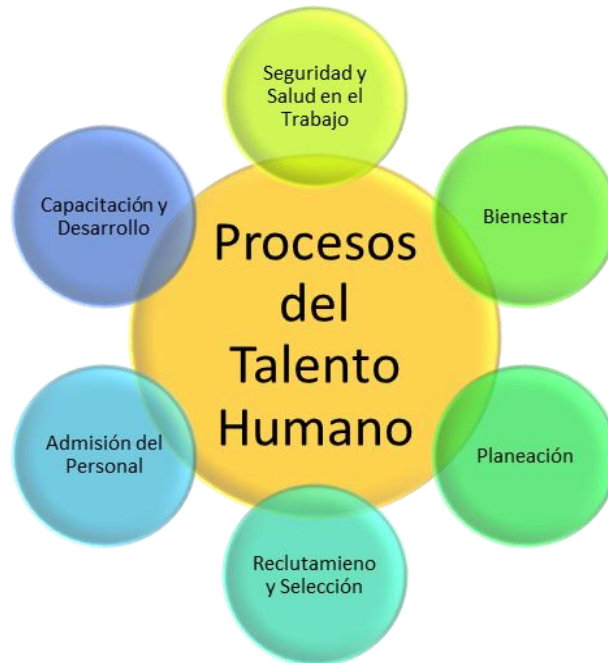 Seguridad y
Salud en el
Trabajo
Bienestar
Planeación
Reclutamieno
y Selección
Admisión del
Personal
Capacitación y
Desarrollo
Procesos
del
Talento
Humano